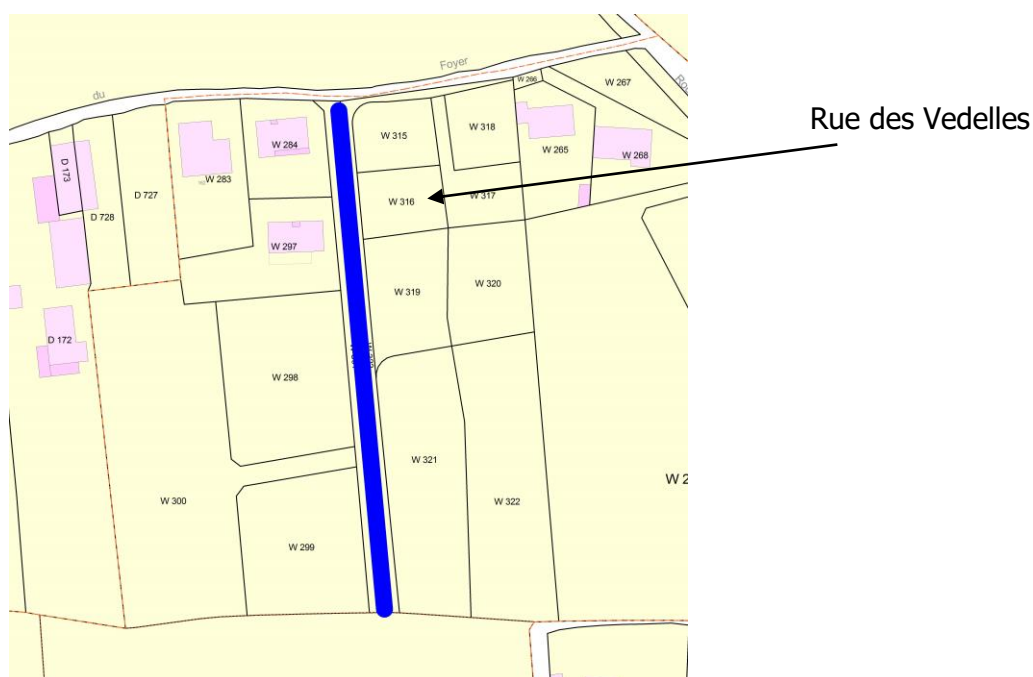 Foyer
du
Rue des Vedelles
W 266
W 267
W 315
W 318
W 284
W 265
W 268
D 173
W 283
D 727
W 316
W 317
D 728
W 297
W 320
W 319
D 172
W 298
W 321
W 2
W 300
W 322
W 299